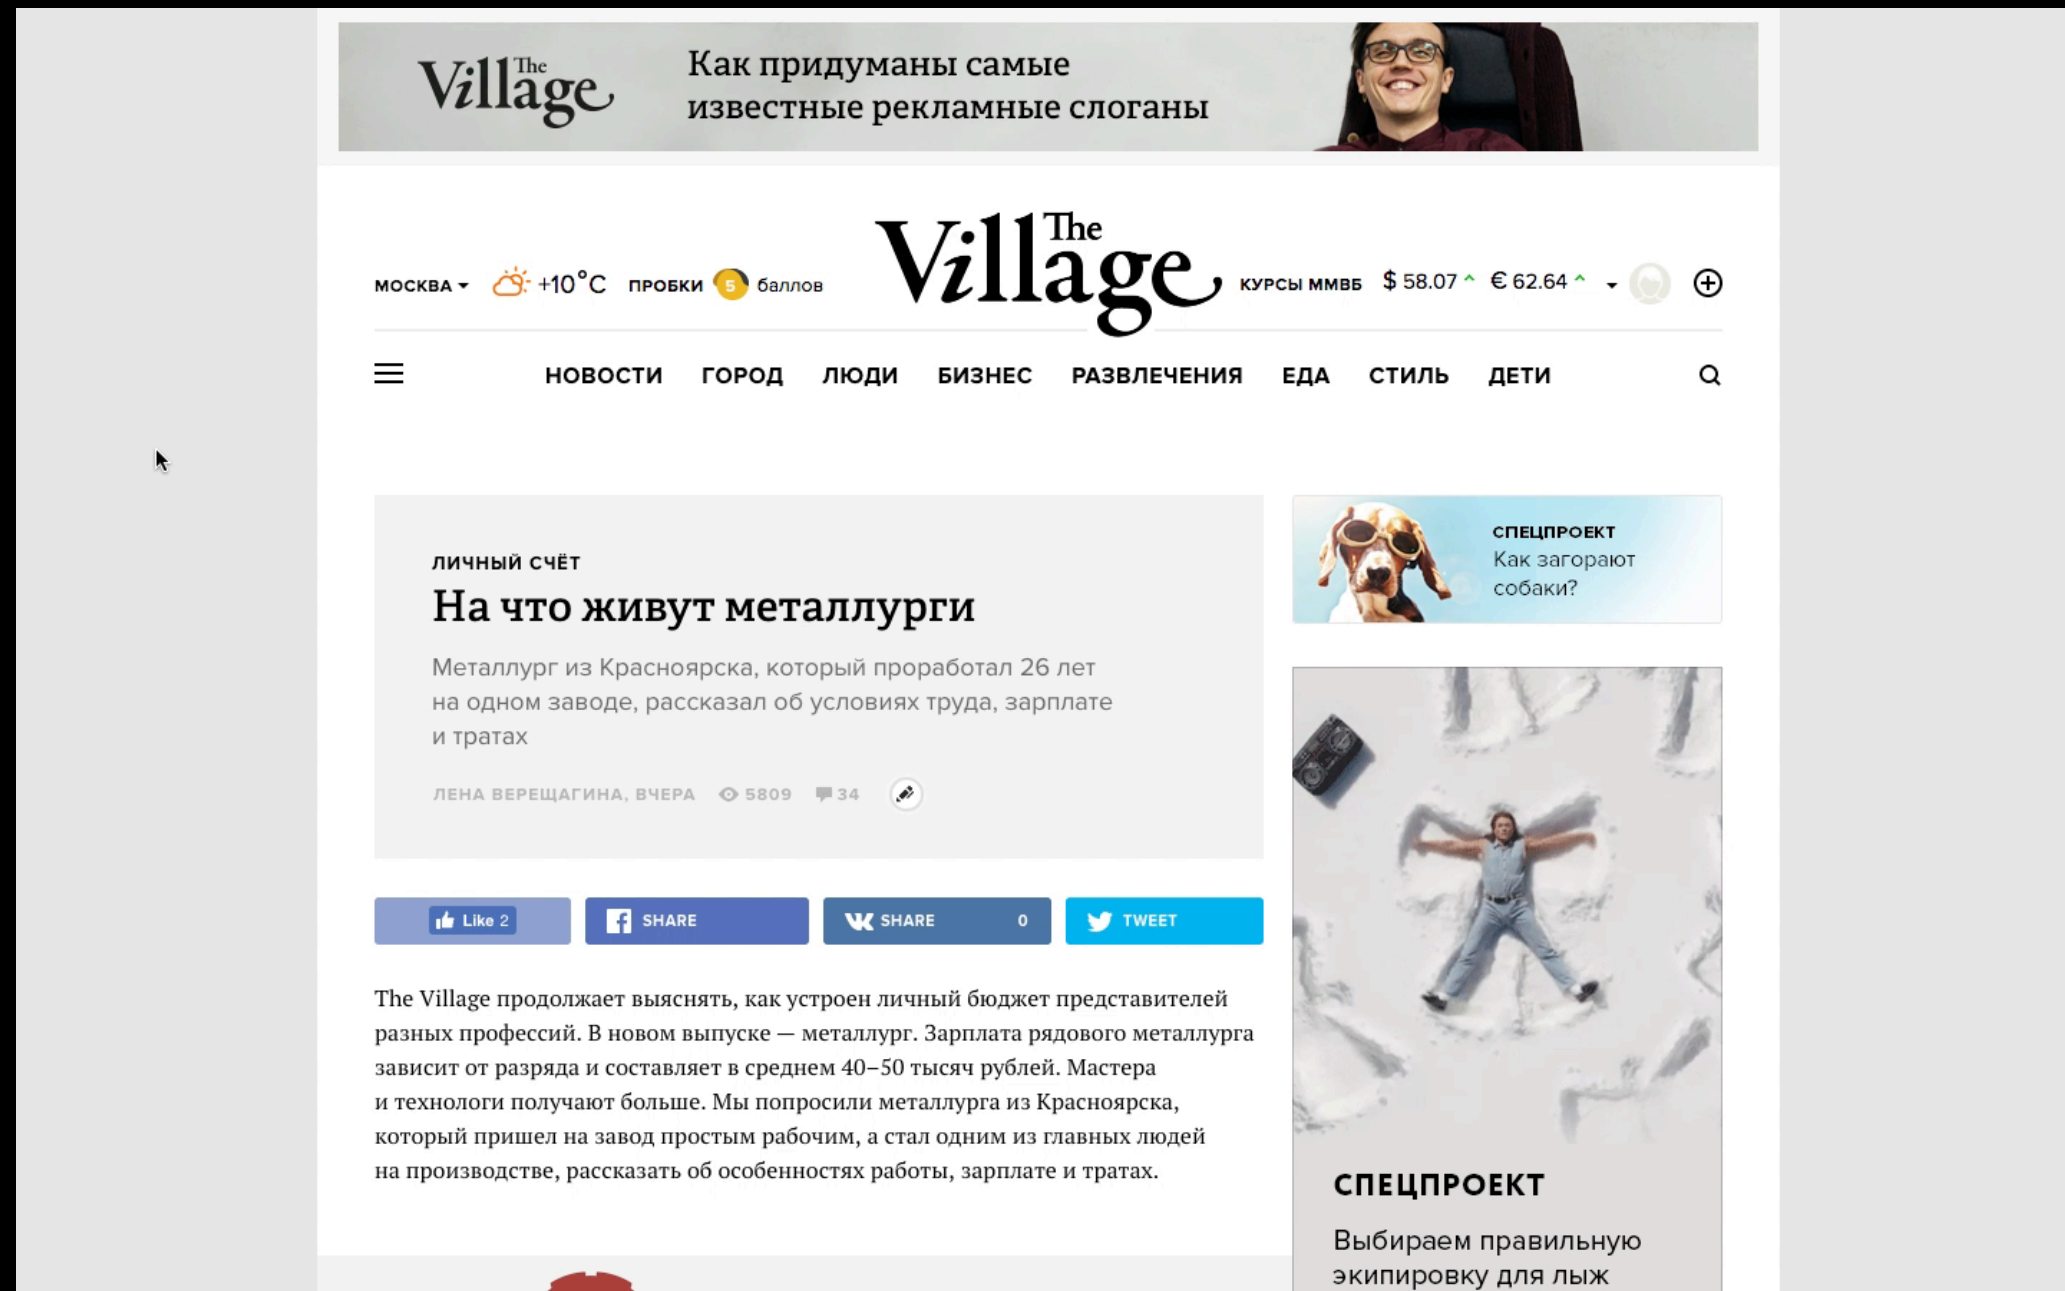 The Village
Как придуманы самые
известные рекламные слоганы
МОСКВА +10°C ПРОБКИ 5 баллов
The Village
КУРСЫ ММВБ $ 58.07 € 62.64
НОВОСТИ ГОРОД ЛЮДИ БИЗНЕС РАЗВЛЕЧЕНИЯ ЕДА СТИЛЬ ДЕТИ
ЛИЧНЫЙ СЧЁТ
На что живут металлурги
Металлург из Красноярска, который проработал 26 лет
на одном заводе, рассказал об условиях труда, зарплате
и тратах
ЛЕНА ВЕРЕЩАГИНА, ВЧЕРА 5809 34
Like 2
SHARE
SHARE 0
TWEET
The Village продолжает выяснять, как устроен личный бюджет представителей
разных профессий. В новом выпуске — металлург. Зарплата рядового металлурга
зависит от разряда и составляет в среднем 40–50 тысяч рублей. Мастера
и технологи получают больше. Мы попросили металлурга из Красноярска,
который пришел на завод простым рабочим, а стал одним из главных людей
на производстве, рассказать об особенностях работы, зарплате и тратах.
СПЕЦПРОЕКТ
Как загорают
собаки?
СПЕЦПРОЕКТ
Выбираем правильную
экипировку для лыж